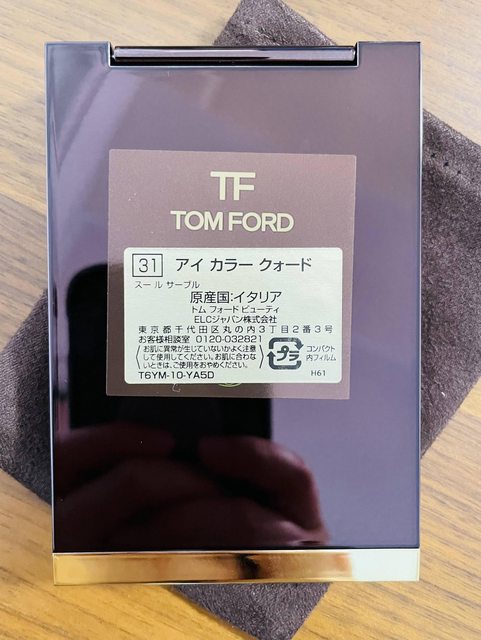 TF
TOM FORD
31 アイ カラー クォード
スール サーブル
原産国:イタリア
トム フォード ビューティ
ELCジャパン株式会社
東京都千代田区丸の内3丁目2番3号
お客様相談室 0120-032821
お肌に異常が生じていないかよく注意
して使用してください。お肌に合わな
いときは、ご使用をおやめください。
プラ
コンパクト
内フィルム
T6YM-10-YA5D
H61